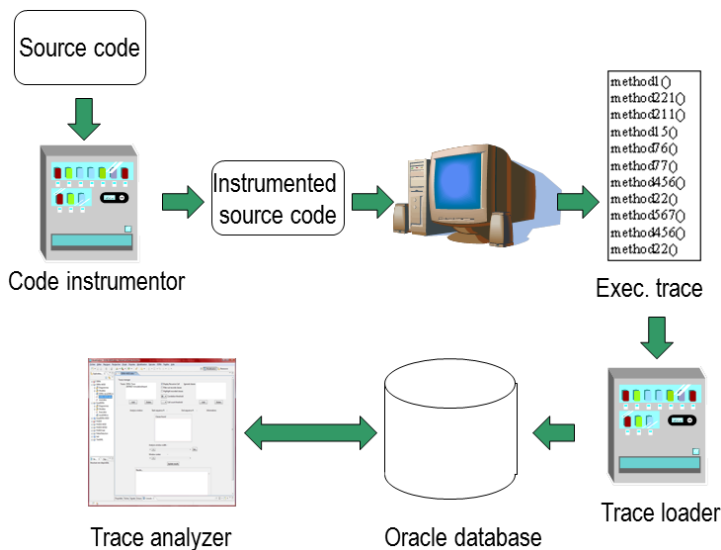 Source code
Code instrumentor
Instrumented
source code
method1()
method221()
method211()
method15()
method76()
method77()
method456()
method22()
method567()
method456()
method22()
Exec. trace
Trace loader
Oracle database
Trace analyzer